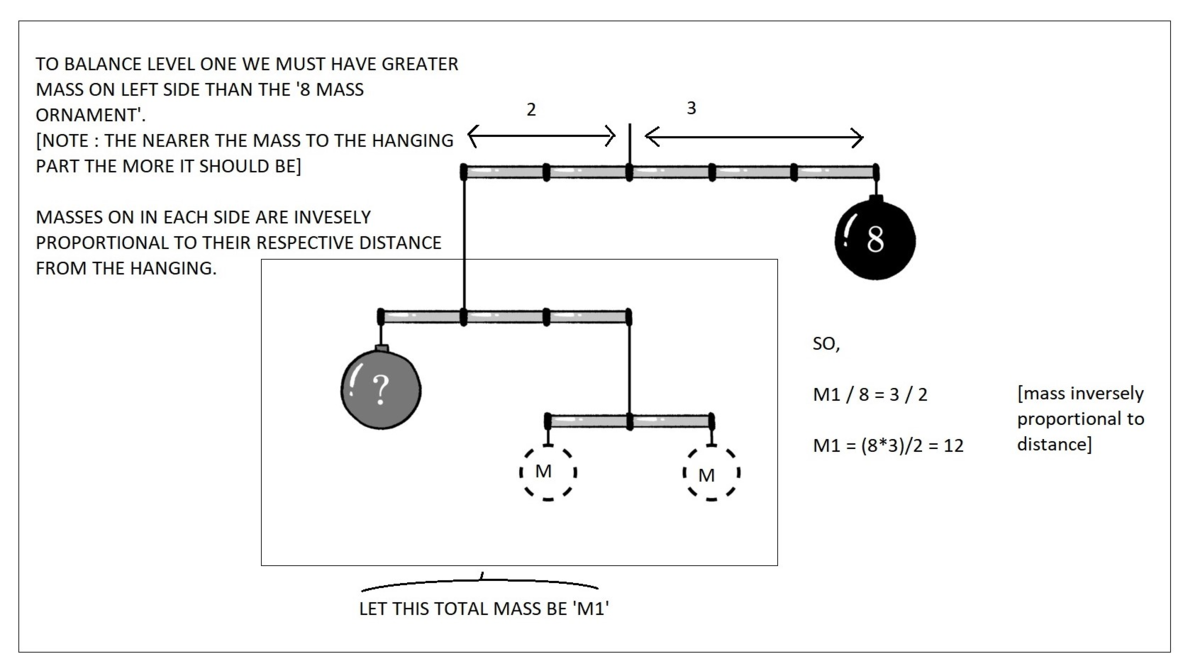 TO BALANCE LEVEL ONE WE MUST HAVE GREATER
MASS ON LEFT SIDE THAN THE '8 MASS
ORNAMENT'.
[NOTE : THE NEARER THE MASS TO THE HANGING
PART THE MORE IT SHOULD BE]
MASSES ON IN EACH SIDE ARE INVESELY
PROPORTIONAL TO THEIR RESPECTIVE DISTANCE
FROM THE HANGING.
2
3
8
?
M
M
SO,
M1 / 8 = 3 / 2
M1 = (8*3)/2 = 12
[mass inversely
proportional to
distance]
LET THIS TOTAL MASS BE 'M1'